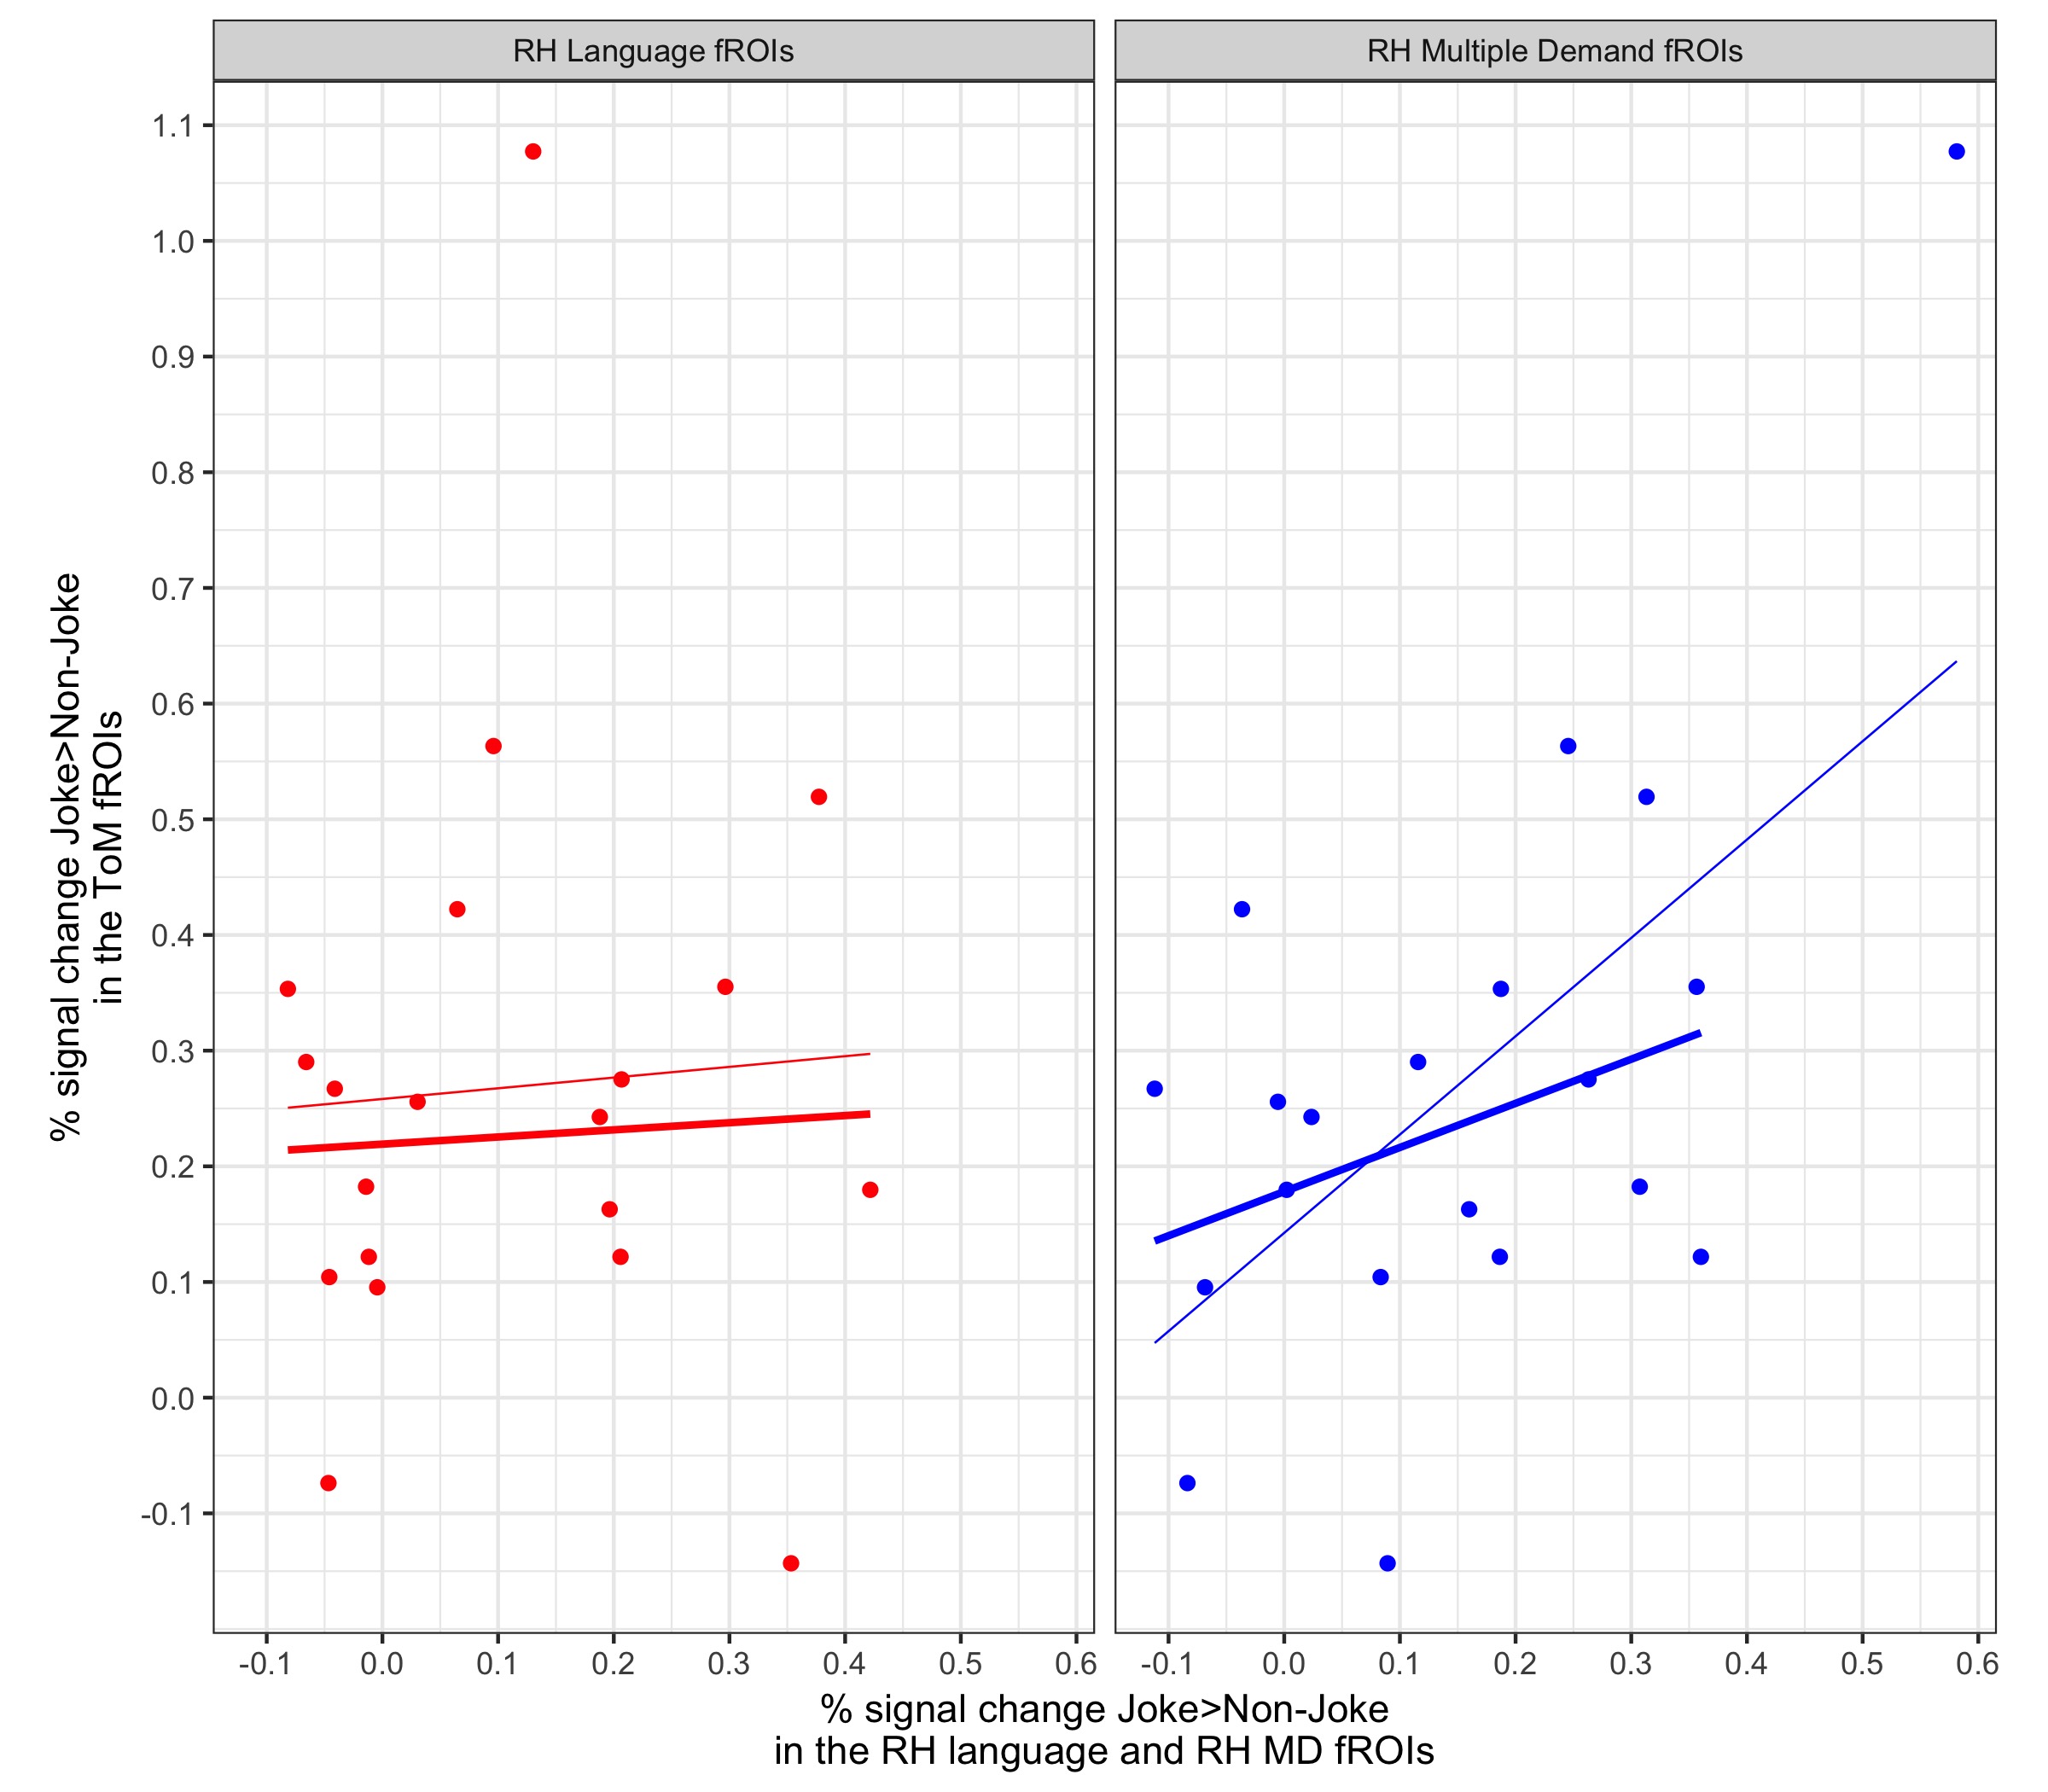 RH Language fROIs
RH Multiple Demand fROIs
% signal change Joke>Non-Joke
in the ToM fROIs
1.1
1.0
0.9
0.8
0.7
0.6
0.5
0.4
0.3
0.2
0.1
0.0
-0.1
-0.1 0.0 0.1 0.2 0.3 0.4 0.5 0.6
-0.1 0.0 0.1 0.2 0.3 0.4 0.5 0.6
% signal change Joke>Non-Joke
in the RH language and RH MD fROIs